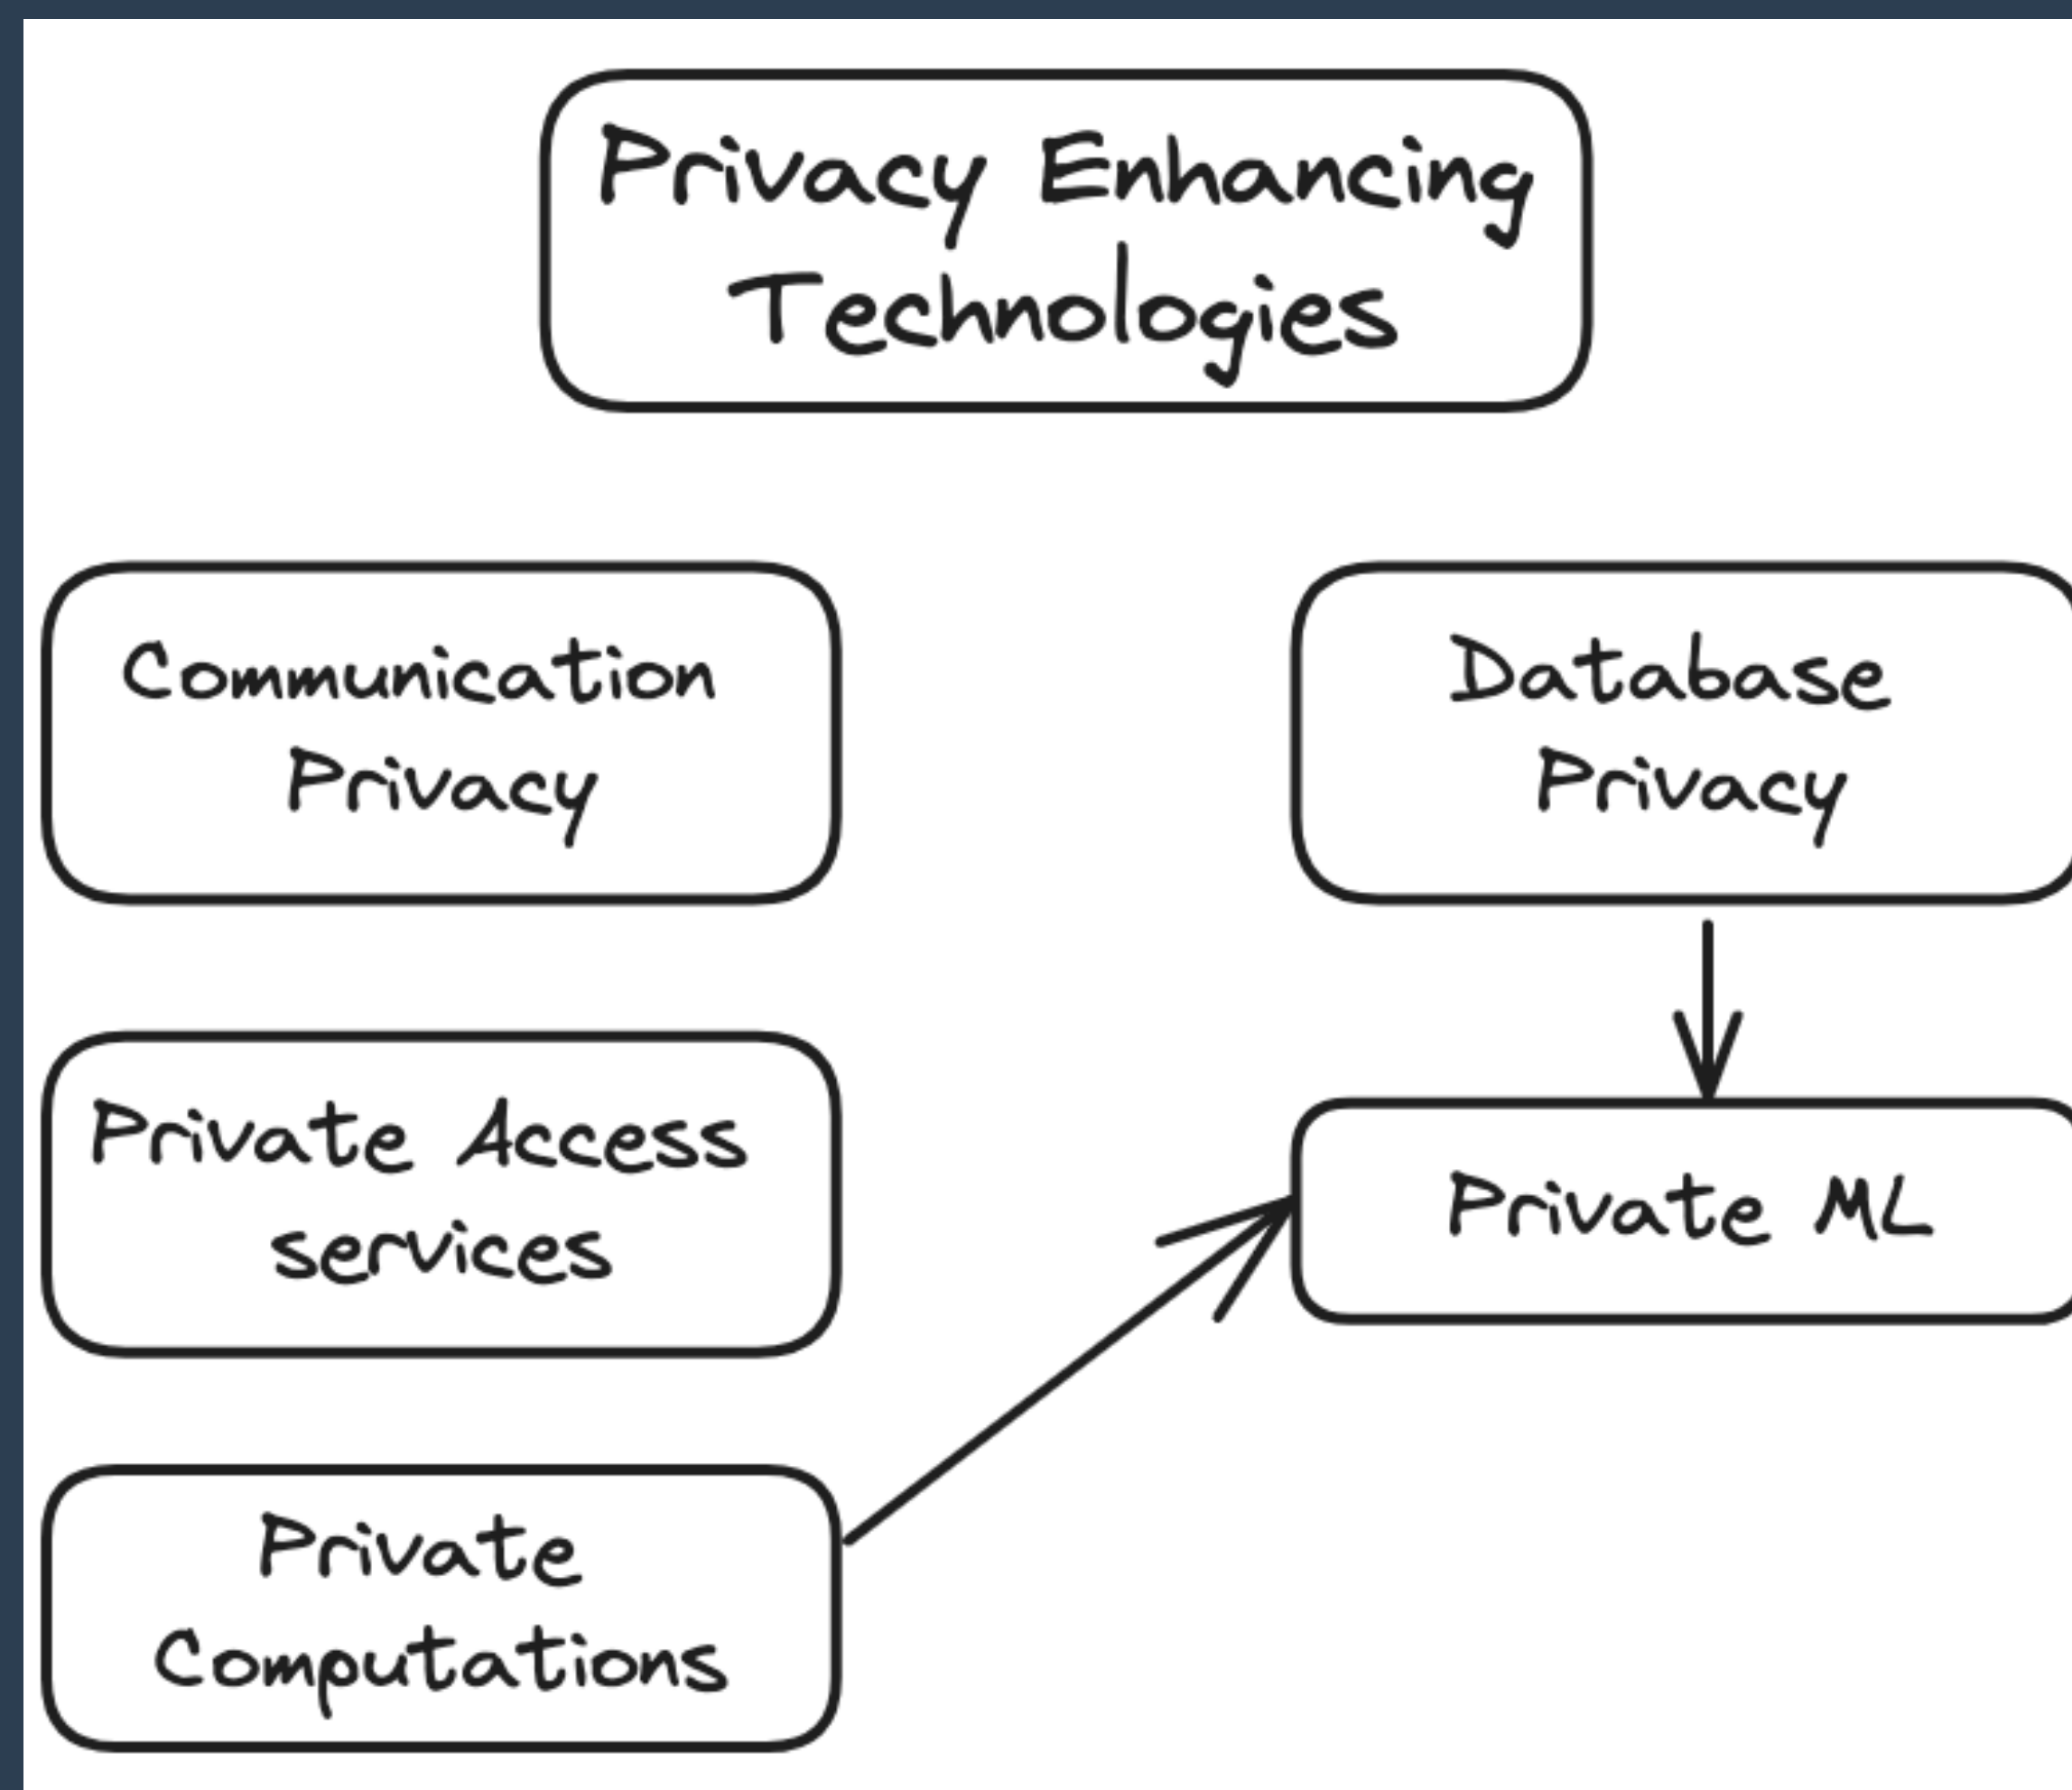 Privacy Enhancing
Technologies
Communication
Privacy
Database
Privacy
Private Access
services
Private ML
Private
Computations